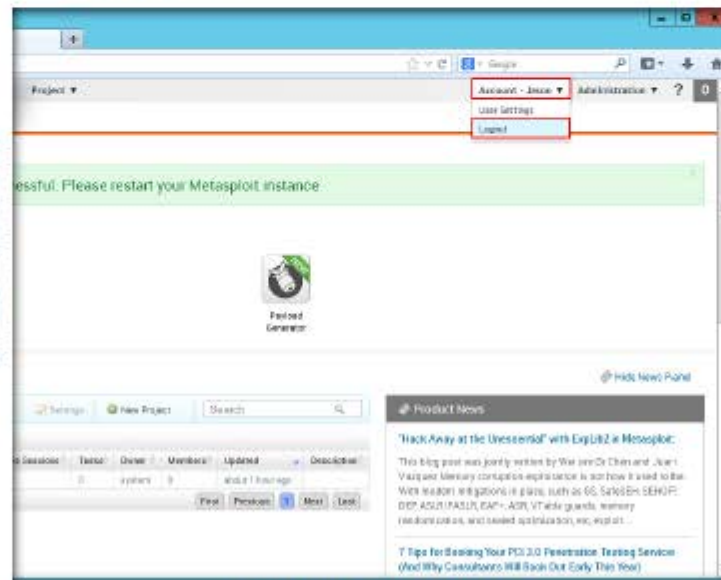 Google
Project ▼
Account - Jason ▼
Administration ▼
?
0
User Settings
Logout
essful. Please restart your Metasploit instance
Payload
Generator
Hide News Panel
Settings
New Project
Search
Product News
Sessions
Tasks
Owner
Members
Updated
Description
0
system
0
about 1 hour ago
First
Previous
1
Next
Last
"Hack Away at the Unessential" with ExpLib2 in Metasploit
This blog post was jointly written by Wei Chen and Juan
Vazquez Memory corruption exploitation is not how it used to be.
With modern mitigations in place, such as GS, SafeSEH, SEHOP,
DEP, ASLR/PASLR, EAF+, ASR, VTable guards, memory
randomization, and sealed optimization, etc, exploit ...
7 Tips for Booking Your PCI 3.0 Penetration Testing Service
(And Why Consultants Will Book Out Early This Year)